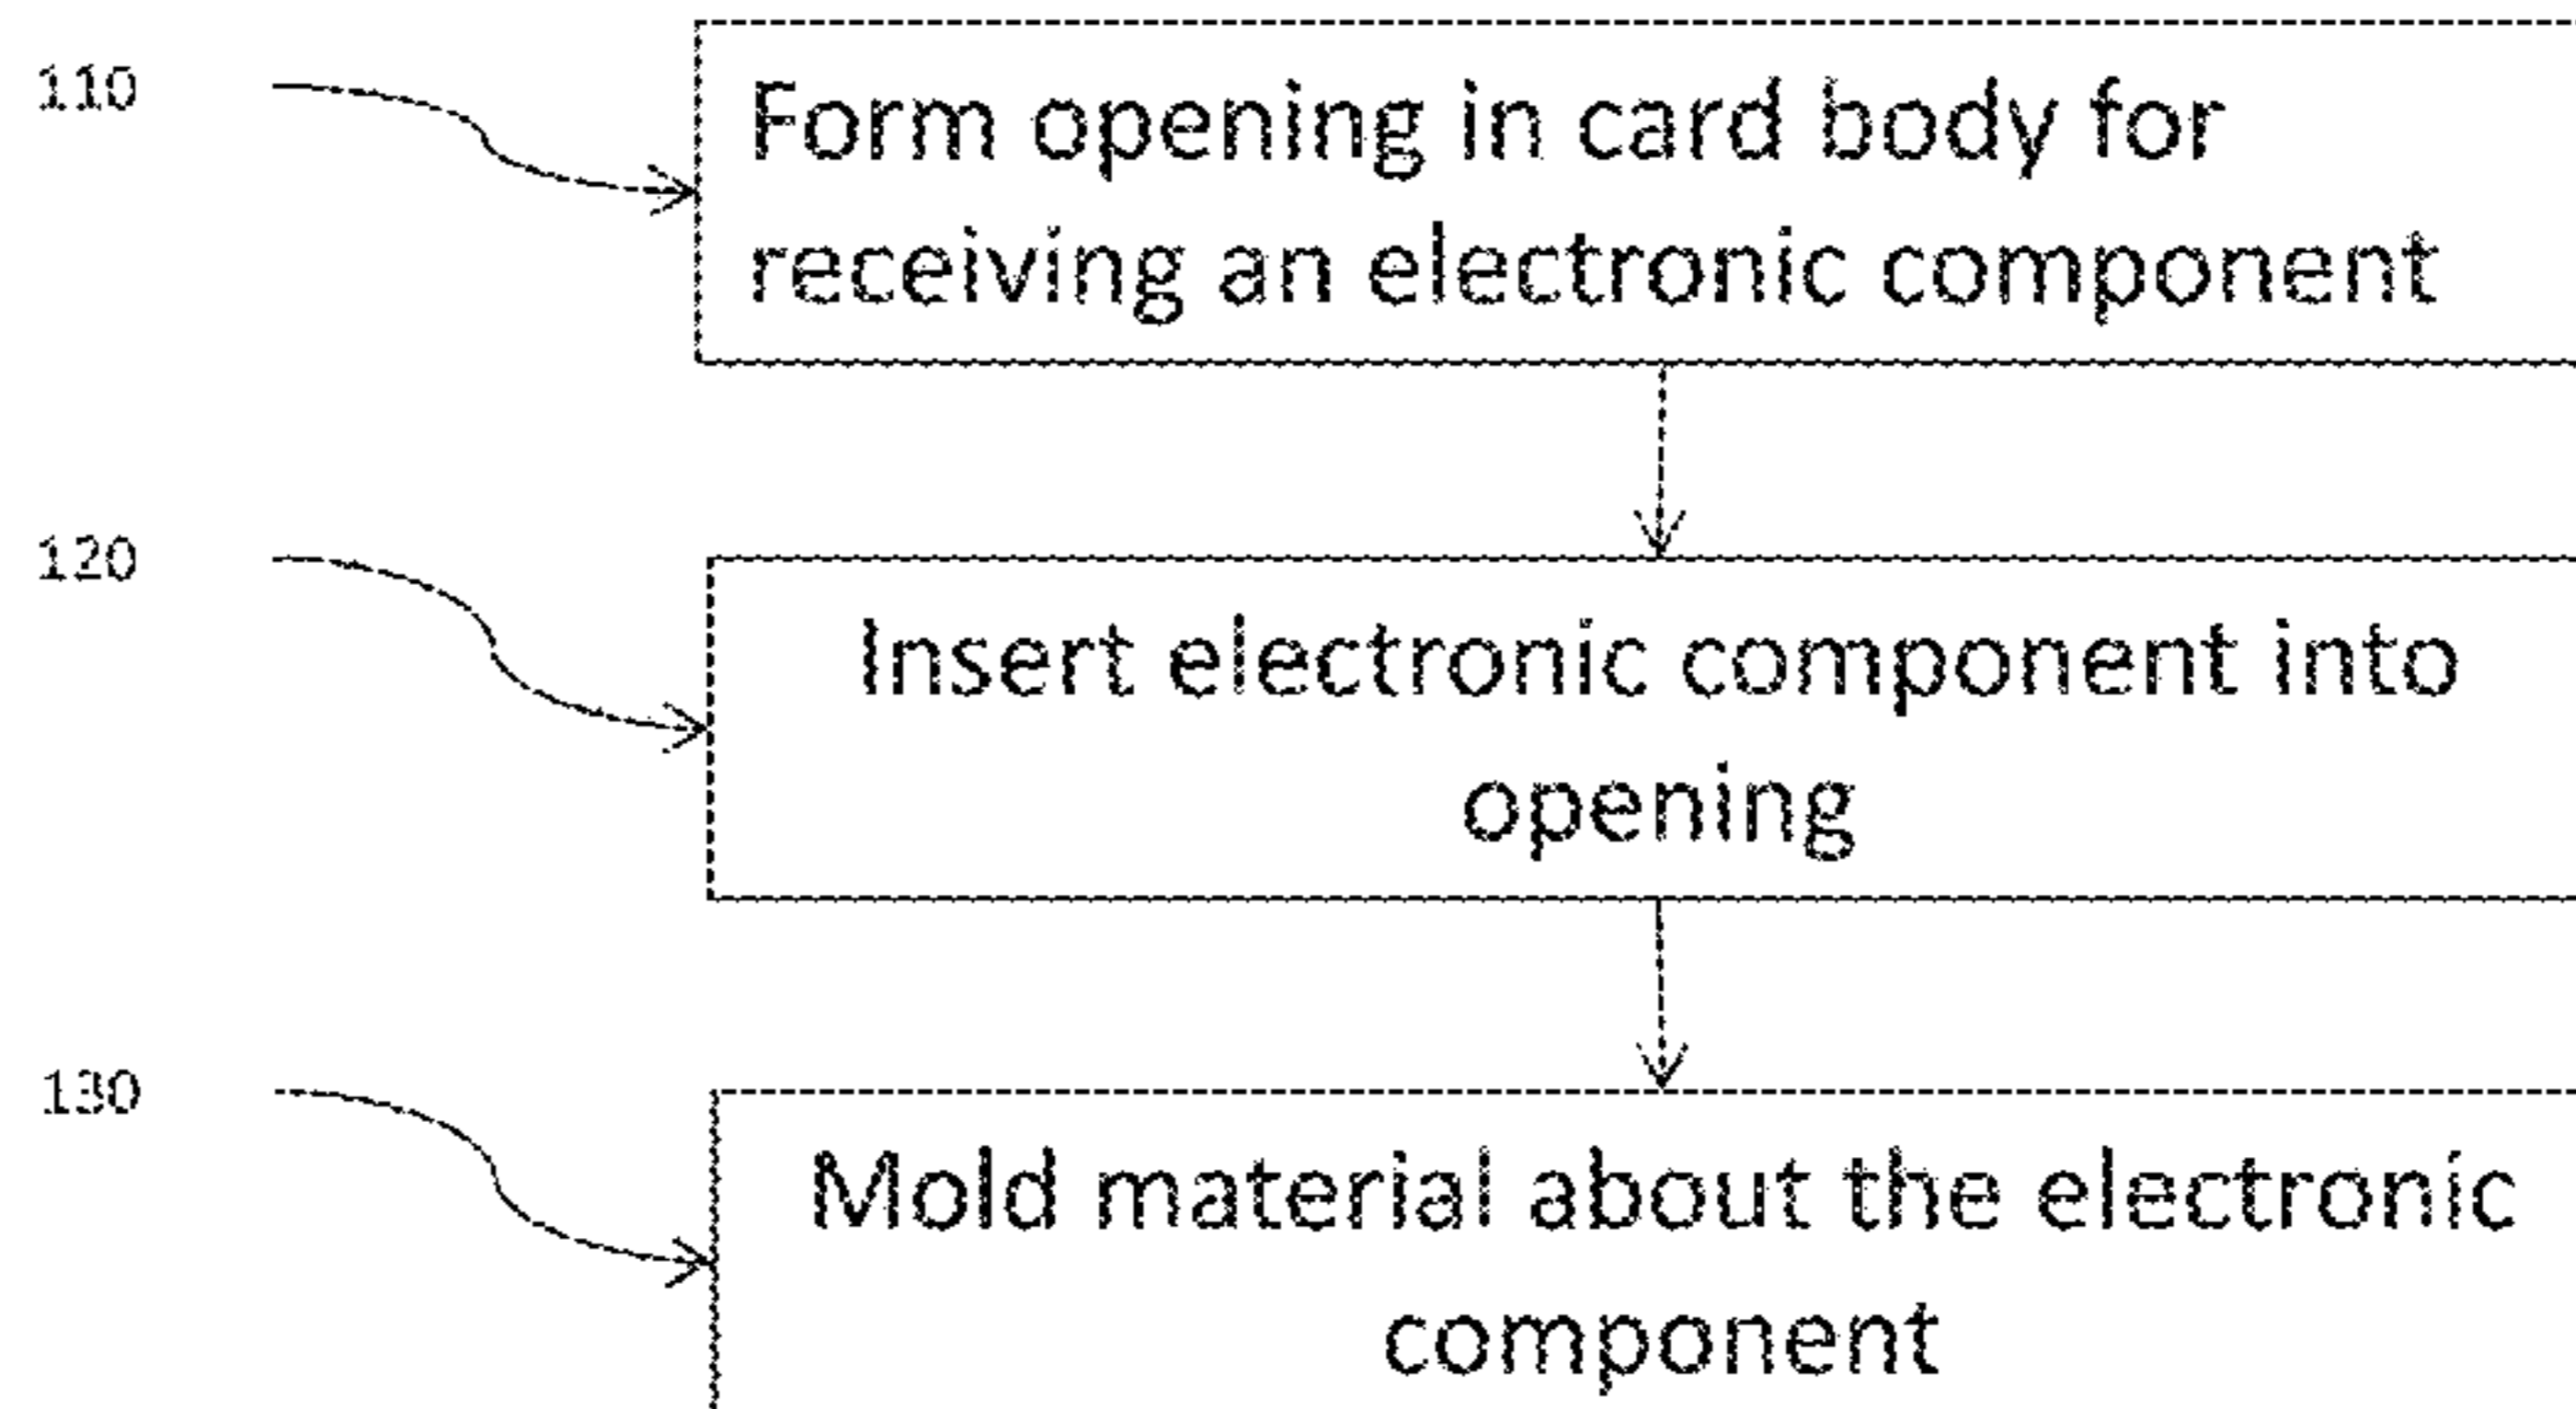 110
Form opening in card body for
receiving an electronic component
120
Insert electronic component into
opening
130
Mold material about the electronic
component